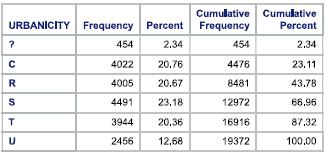 URBANICITY Frequency Percent Cumulative Frequency Cumulative Percent
? 454 2.34 454 2.34
C 4022 20.76 4476 23.11
R 4005 20.67 8481 43.78
S 4491 23.18 12972 66.96
T 3944 20.36 16916 87.32
U 2456 12.68 19372 100.00